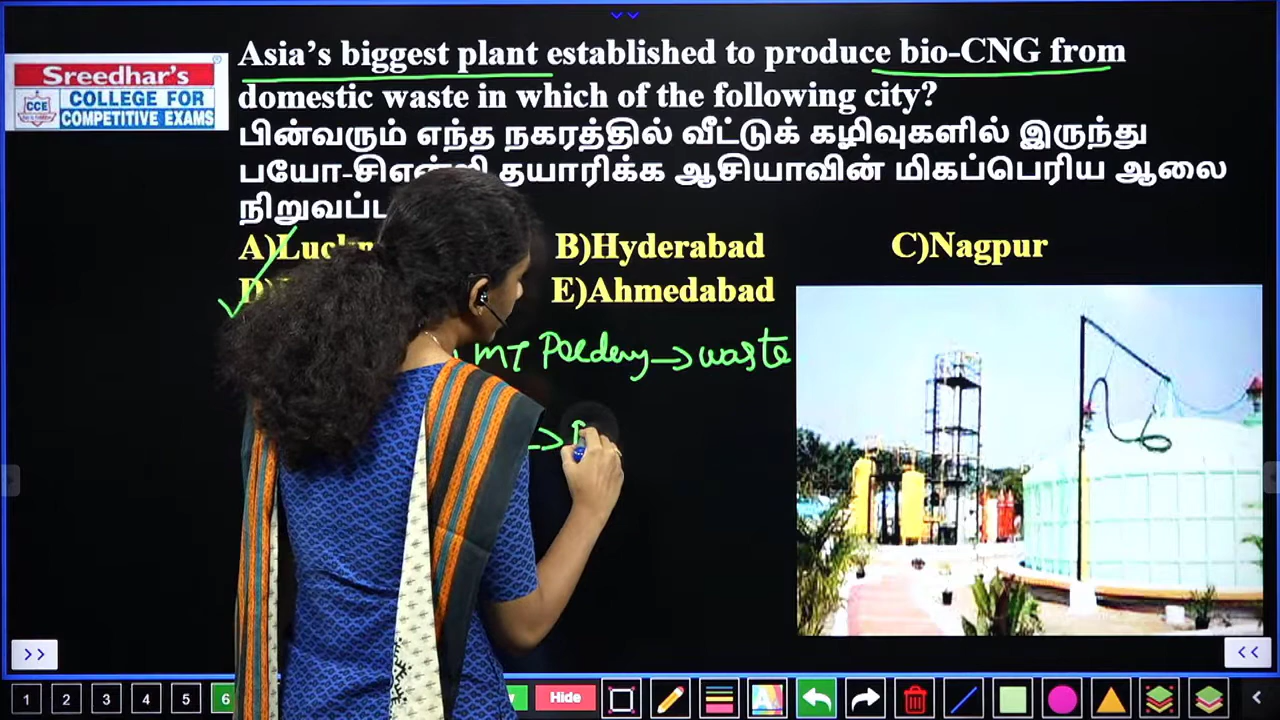 Asia's biggest plant established to produce bio-CNG from
Sreedhar's
CCE
COLLEGE FOR
COMPETITIVE EXAMS
domestic waste in which of the following city?
பின்வரும் எந்த நகரத்தில் வீட்டுக் கழிவுகளில் இருந்து
தயாரிக்க ஆசியாவின் மிகப்பெரிய ஆலை
A) B)Hyderabad C)Nagpur
D) E)Ahmedabad
MT waste
>> <<
1 2 3 4 5 6 Hide